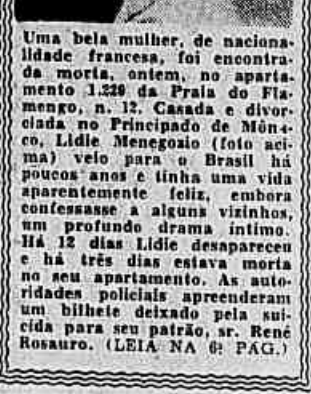 Uma bela mulher, de naciona-
lidade francesa, foi encontra-
da morta, ontem, no aparta-
mento 1.229 da Praia do Fla-
mengo, n. 12. Casada e divor-
ciada no Principado de Môna-
co, Lidie Menegozio (foto aci-
ma) veio para o Brasil há
poucos anos e tinha uma vida
aparentemente feliz, embora
confessasse a alguns vizinhos,
um profundo drama íntimo.
Há 12 dias Lidie desapareceu
e há três dias estava morta
no seu apartamento. As auto-
ridades policiais apreenderam
um bilhete deixado pela sui-
cida para seu patrão, sr. René
Rosauro. (LEIA NA 6ª PÁG.)